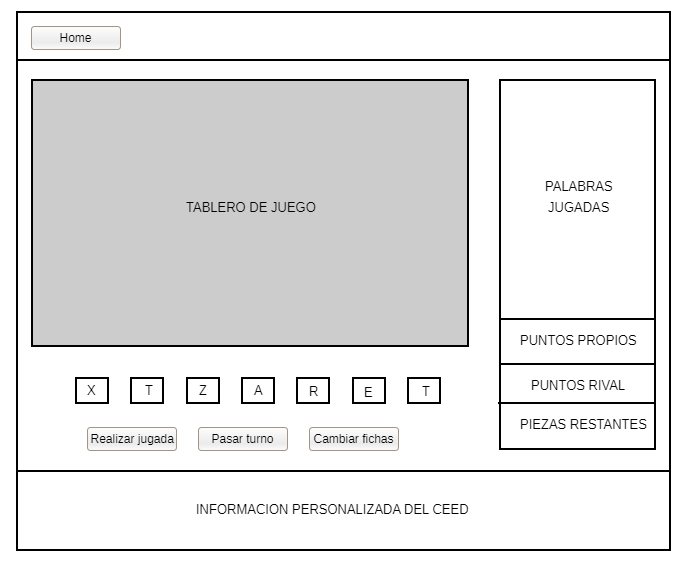 Home
TABLERO DE JUEGO
PALABRAS
JUGADAS
PUNTOS PROPIOS
PUNTOS RIVAL
PIEZAS RESTANTES
X T Z A R E T
Realizar jugada Pasar turno Cambiar fichas
INFORMACION PERSONALIZADA DEL CEED